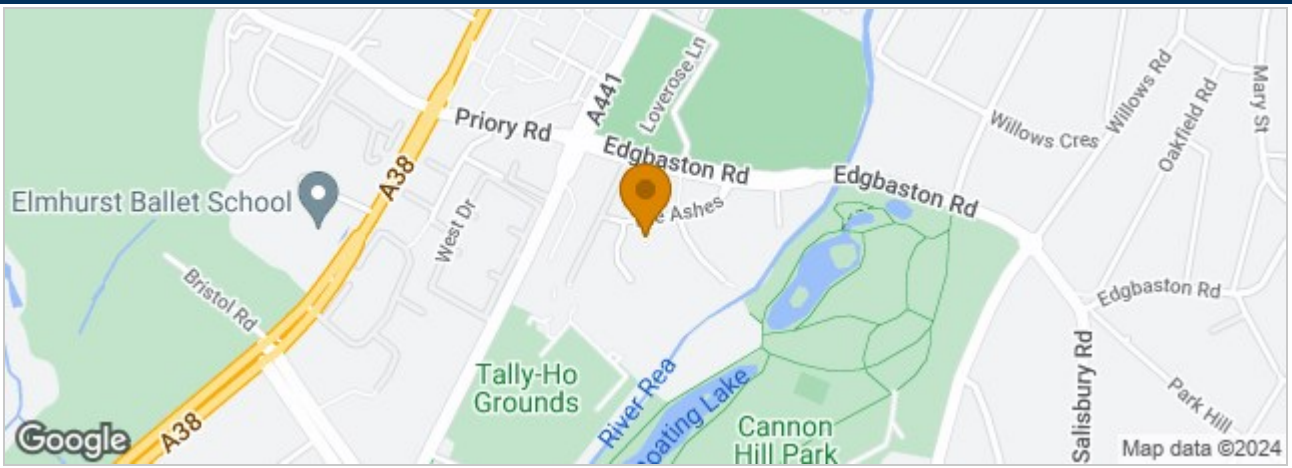 Loverose Ln
A441
Priory Rd
Edgbaston Rd
Willows Cres
Willows Rd
Oakfield Rd
Mary St
Elmhurst Ballet School
A38
West Dr
Ashes
Edgbaston Rd
Bristol Rd
Edgbaston Rd
Tally-Ho
Grounds
River Rea
Boating Lake
Salisbury Rd
Park Hill
Cannon
Hill Park
A38
Google
Map data ©2024